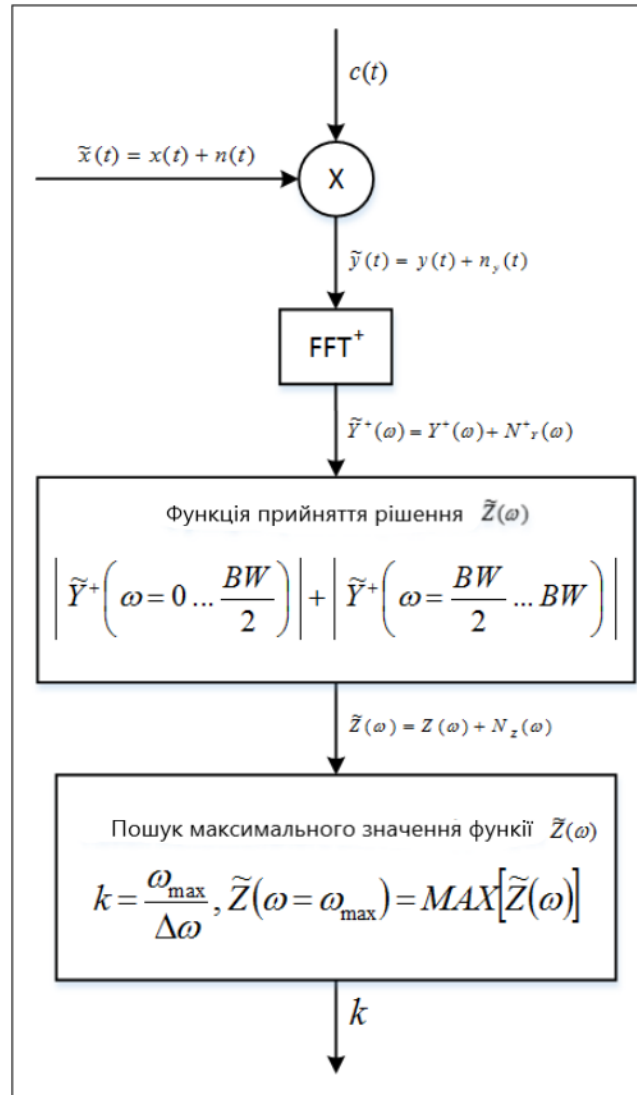 c(t)
x̃(t) = x(t) + n(t)
X
ỹ(t) = y(t) + n_y(t)
FFT⁺
Ỹ⁺(ω) = Y⁺(ω) + N⁺_Y(ω)
Функція прийняття рішення Z̃(ω)
|Ỹ⁺(ω = 0 ... BW/2)| + |Ỹ⁺(ω = BW/2 ... BW)|
Z̃(ω) = Z(ω) + N_z(ω)
Пошук максимального значення функії Z̃(ω)
k = ω_max/Δω, Z̃(ω = ω_max) = MAX[Z̃(ω)]
k